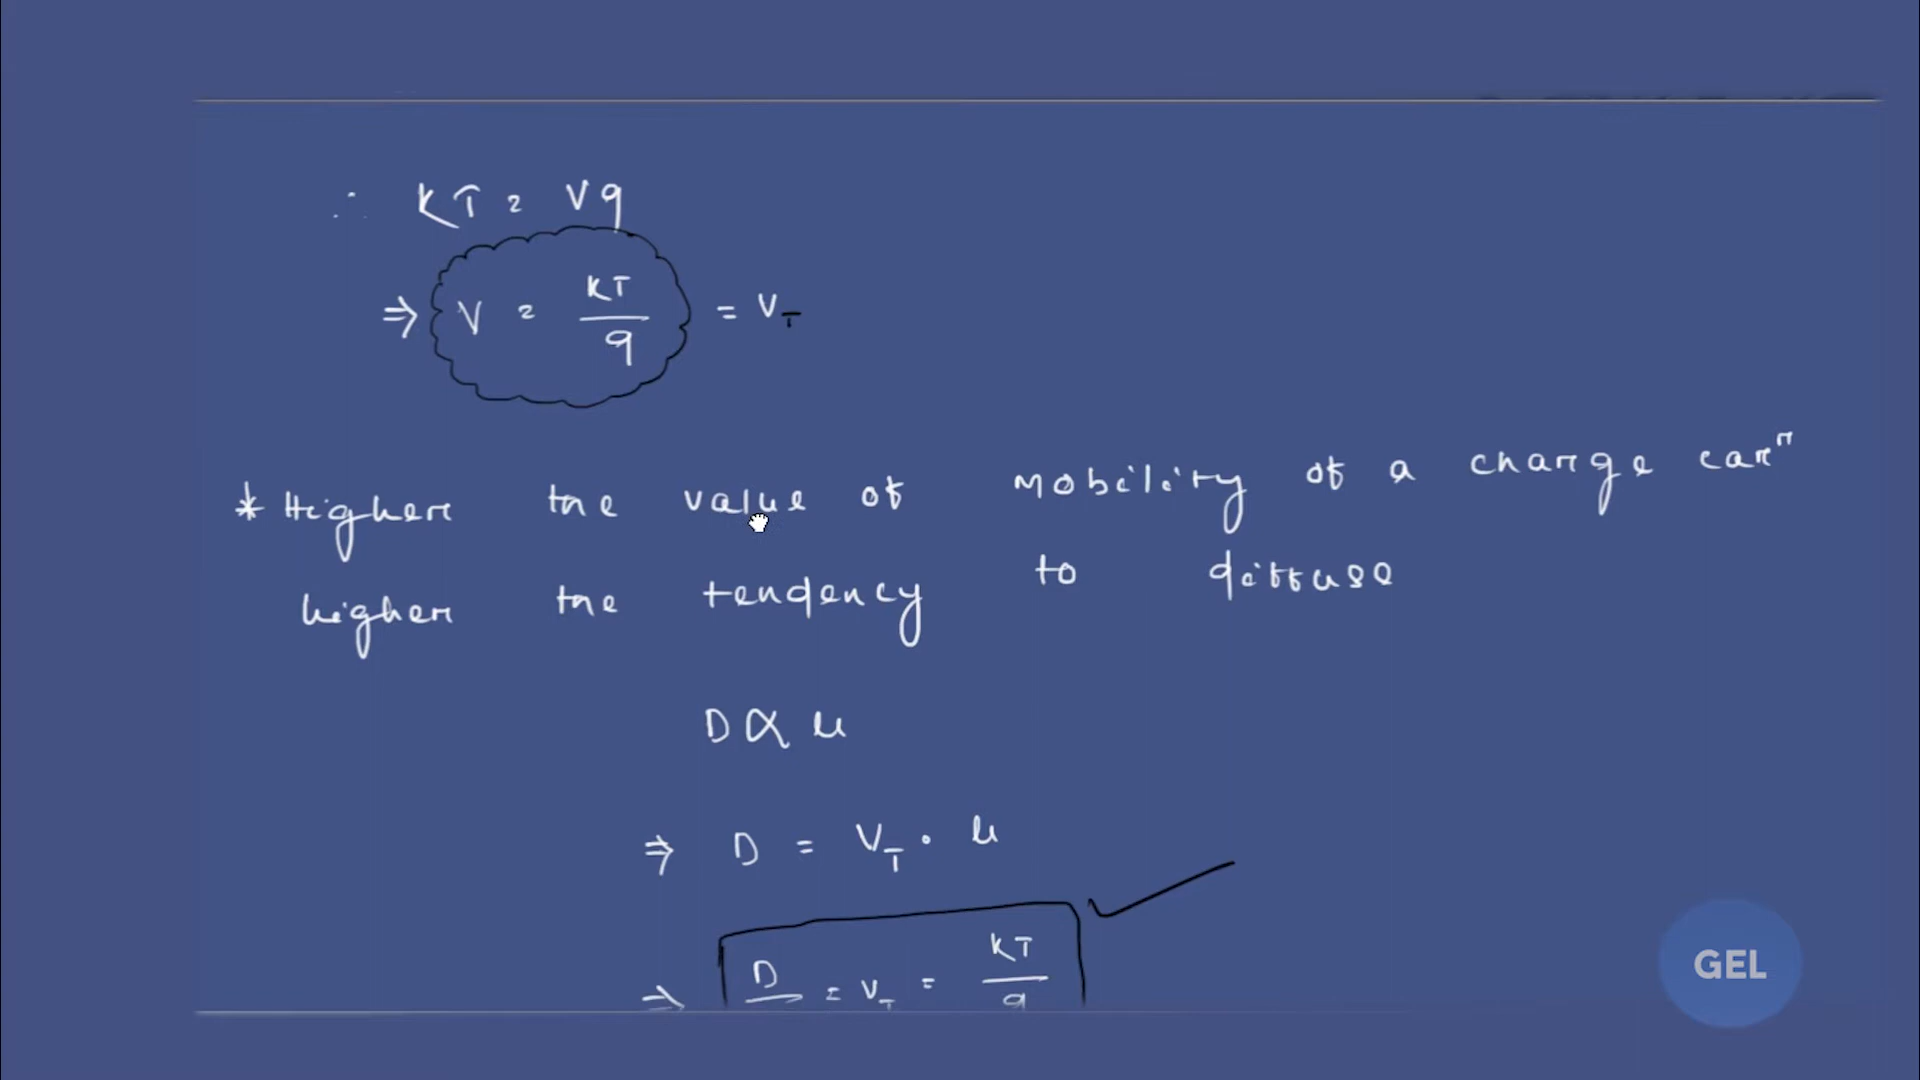 ∴ KT = Vq
⇒ V = KT/q = V_T
* Higher the value of mobility of a charge carr^r
higher the tendency to diffuse
D ∝ μ
⇒ D = V_T · μ
⇒ D = V_T = KT/q
GEL